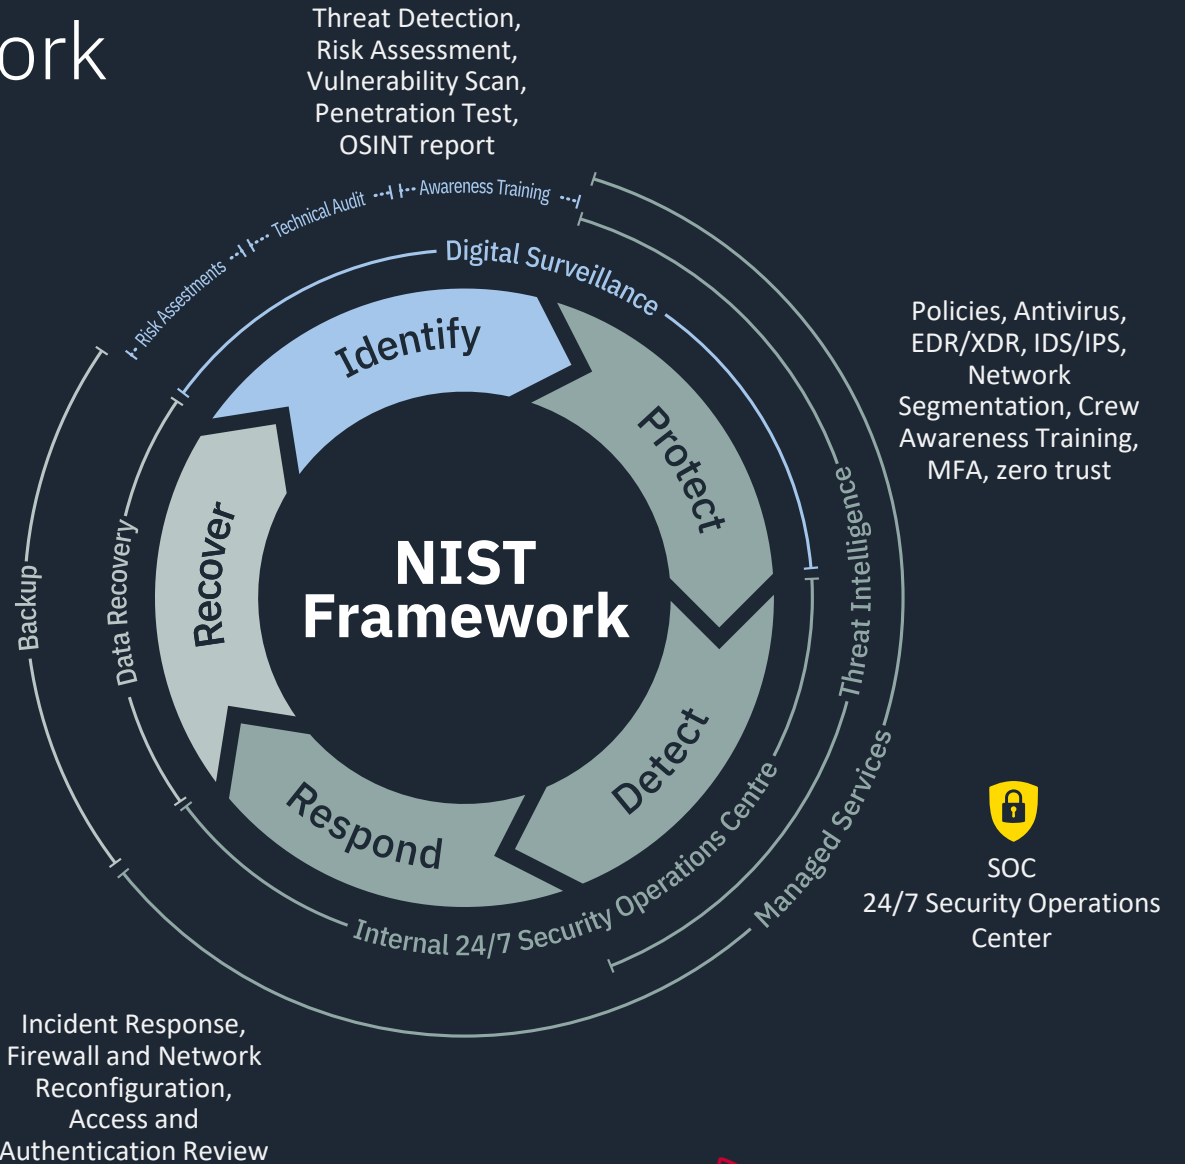 ork
Threat Detection,
Risk Assessment,
Vulnerability Scan,
Penetration Test,
OSINT report
Risk Assestments
Technical Audit
Awareness Training
Digital Surveillance
Identify
Protect
Policies, Antivirus,
EDR/XDR, IDS/IPS,
Network
Segmentation, Crew
Awareness Training,
MFA, zero trust
Threat Intelligence
Managed Services
NIST
Framework
Recover
Data Recovery
Backup
Detect
Respond
Internal 24/7 Security Operations Centre
SOC
24/7 Security Operations
Center
Incident Response,
Firewall and Network
Reconfiguration,
Access and
Authentication Review